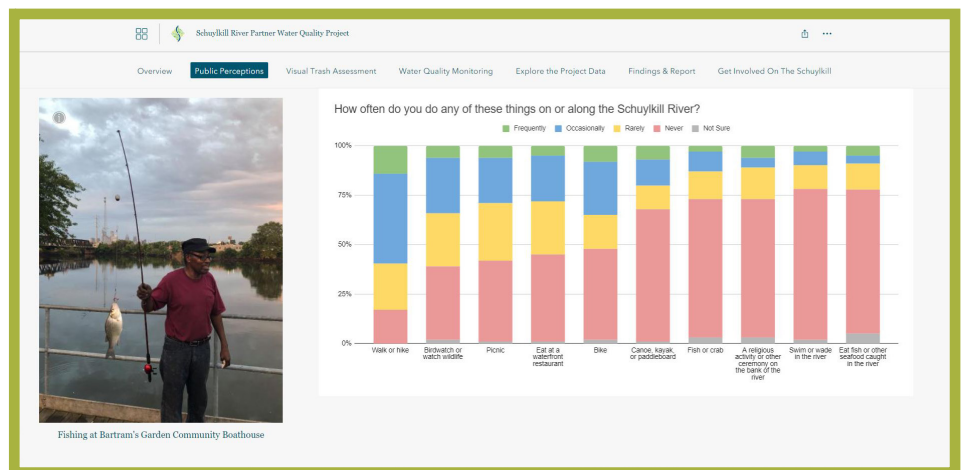 Schuylkill River Partner Water Quality Project
Overview
Public Perceptions
Visual Trash Assessment
Water Quality Monitoring
Explore the Project Data
Findings & Report
Get Involved On The Schuylkill
How often do you do any of these things on or along the Schuylkill River?
Frequently
Occasionally
Rarely
Never
Not Sure
100%
75%
50%
25%
0%
Walk or hike
Birdwatch or
watch wildlife
Picnic
Eat at a
waterfront
restaurant
Bike
Canoe, kayak,
or paddleboard
Fish or crab
A religious
activity or other
ceremony on
the bank of the
river
Swim or wade
in the river
Eat fish or other
seafood caught
in the river
Fishing at Bartram's Garden Community Boathouse